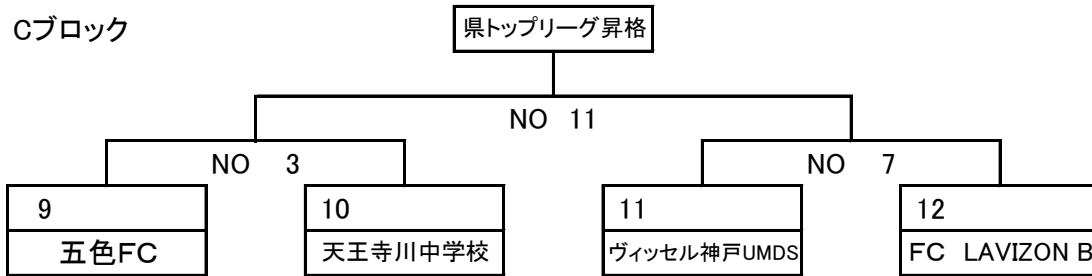 Cブロック
県トップリーグ昇格
NO 11
NO 3
NO 7
9
10
11
12
五色FC
天王寺川中学校
ヴィッセル神戸UMDS
FC LAVIZON B